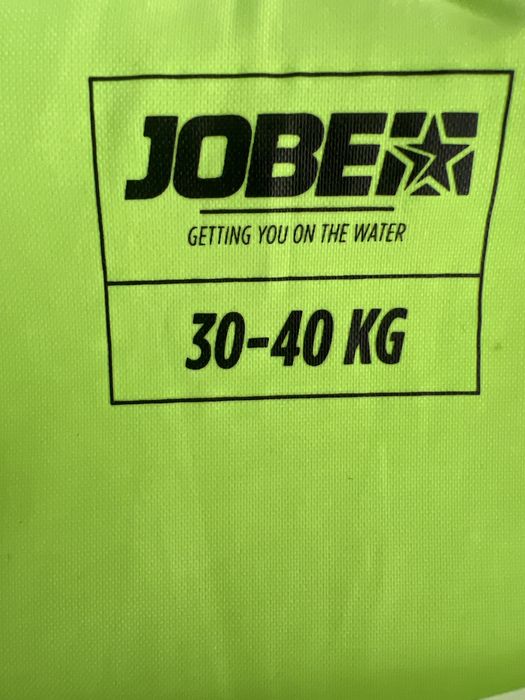 JOBE
GETTING YOU ON THE WATER
30-40 KG